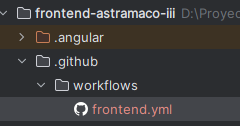 frontend-astramaco-iii D:\Proyec
.angular
.github
workflows
frontend.yml